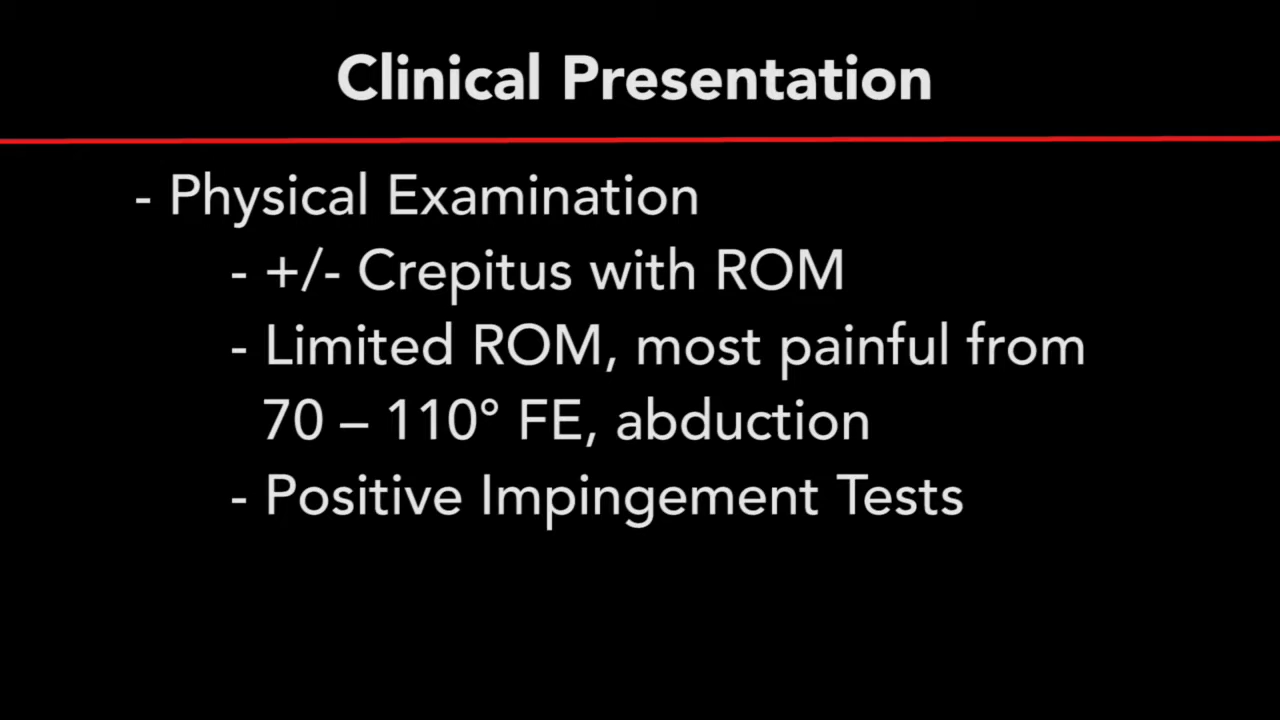 Clinical Presentation
- Physical Examination
- +/- Crepitus with ROM
- Limited ROM, most painful from
70 – 110° FE, abduction
- Positive Impingement Tests